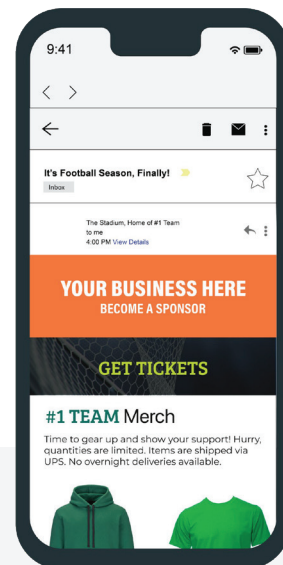 9:41
It's Football Season, Finally!
Inbox
The Stadium, Home of #1 Team
to me
4:00 PM View Details
YOUR BUSINESS HERE
BECOME A SPONSOR
GET TICKETS
#1 TEAM Merch
Time to gear up and show your support! Hurry,
quantities are limited. Items are shipped via
UPS. No overnight deliveries available.